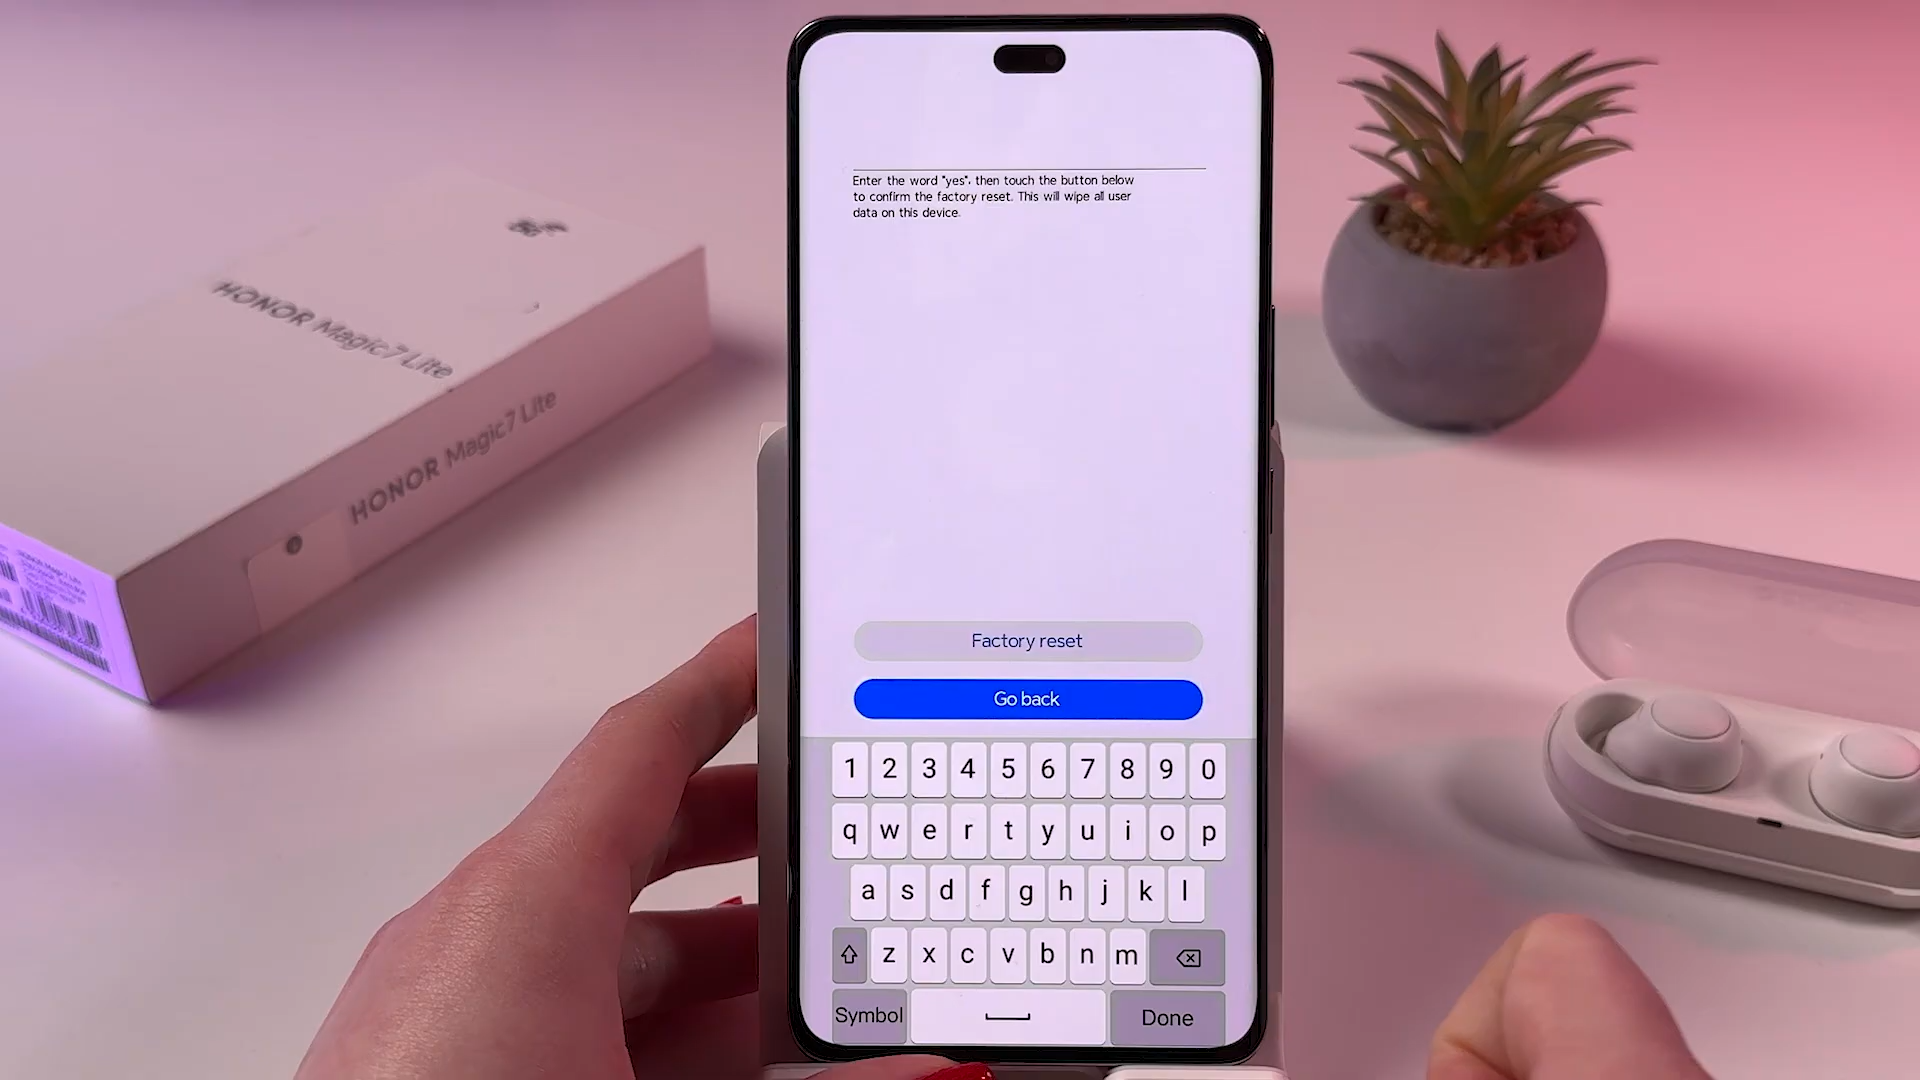 5G
HONOR Magic7 Lite
HONOR Magic7 Lite
Enter the word "yes", then touch the button below
to confirm the factory reset. This will wipe all user
data on this device.
Factory reset
Go back
1 2 3 4 5 6 7 8 9 0
q w e r t y u i o p
a s d f g h j k l
z x c v b n m
Symbol Done